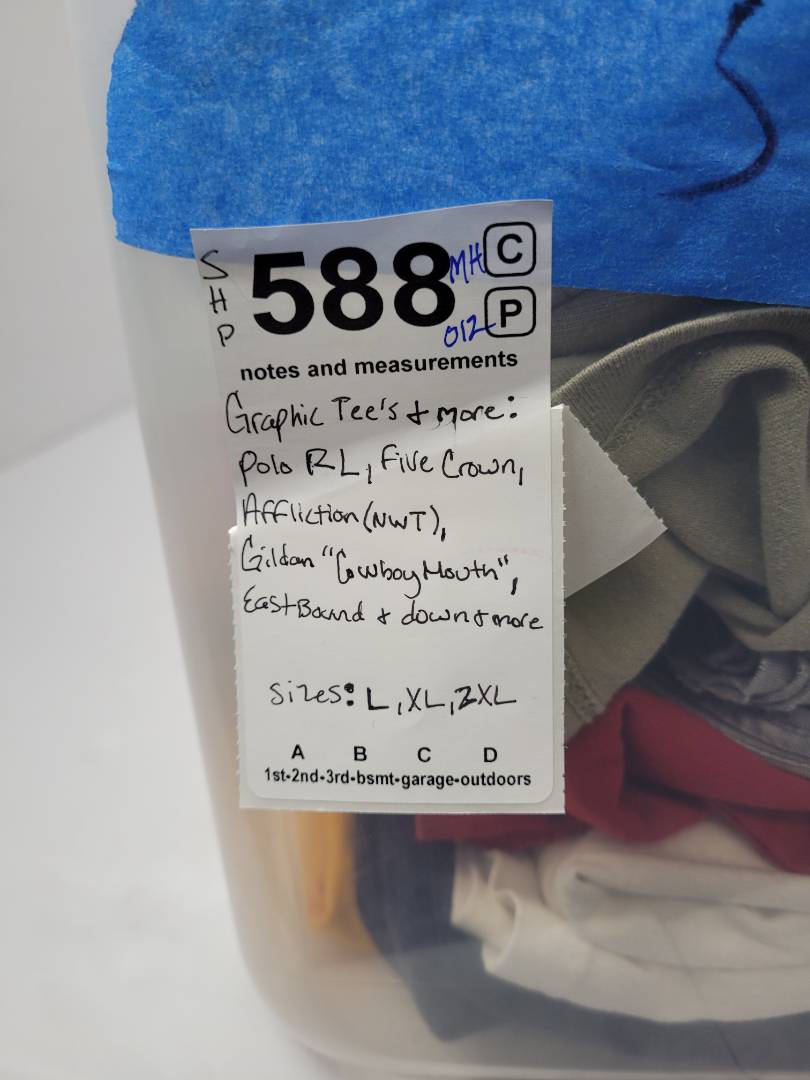 S
H
P
588
MH
C
012
P
notes and measurements
Graphic Tee's & more:
Polo RL, Five Crown,
Affliction (NWT),
Gildan "Cowboy Mouth",
EastBound & down & more
Sizes: L, XL, 2XL
A B C D
1st-2nd-3rd-bsmt-garage-outdoors